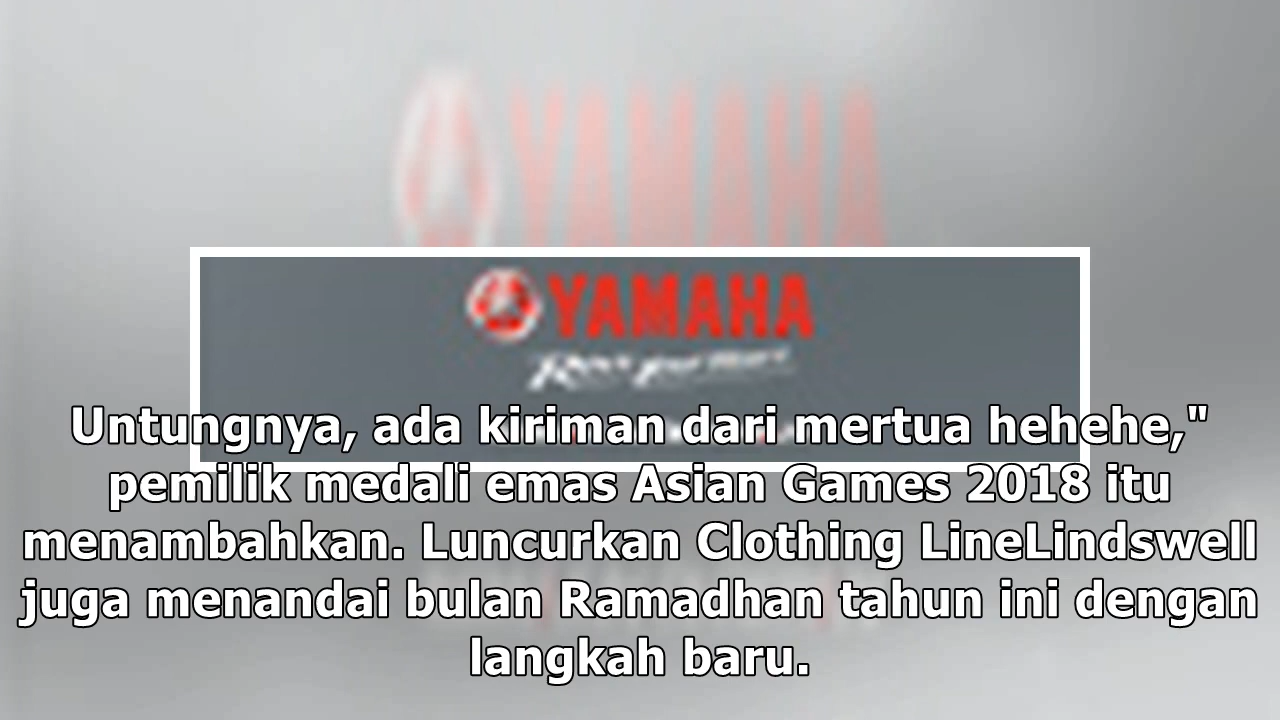 YAMAHA
YAMAHA
Untungnya, ada kiriman dari mertua hehehe,"
pemilik medali emas Asian Games 2018 itu
menambahkan. Luncurkan Clothing LineLindswell
juga menandai bulan Ramadhan tahun ini dengan
langkah baru.